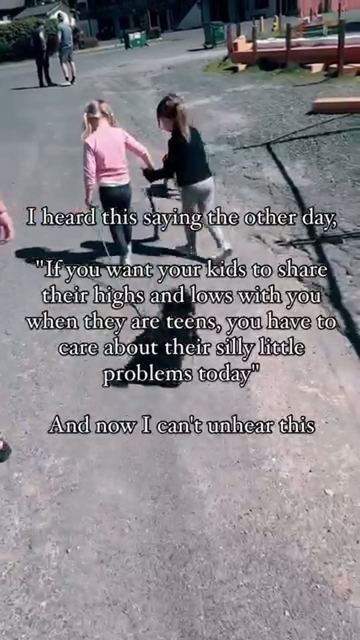 I heard this saying the other day,
"If you want your kids to share
their highs and lows with you
when they are teens, you have to
care about their silly little
problems today"
And now I can't unhear this